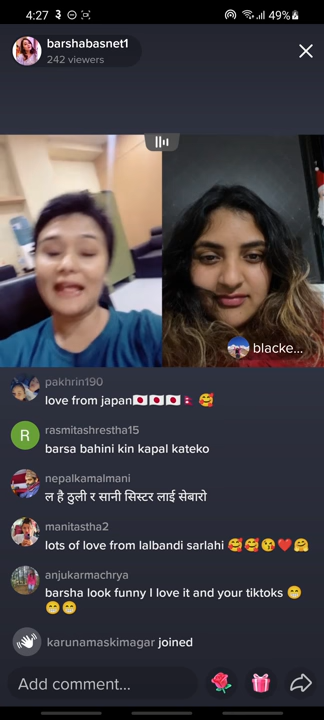 4:27 49%
barshabasnet1
242 viewers
blacke...
pakhrin190
love from japan🇯🇵🇯🇵🇯🇵🇳🇵 🥰
R rasmitashrestha15
barsa bahini kin kapal kateko
nepalkamalmani
ल है ठुली र सानी सिस्टर लाई सेबारो
manitastha2
lots of love from lalbandi sarlahi 🥰🥰😘❤️🤗
anjukarmachrya
barsha look funny I love it and your tiktoks 😁
😁😁
karunamaskimagar joined
Add comment...